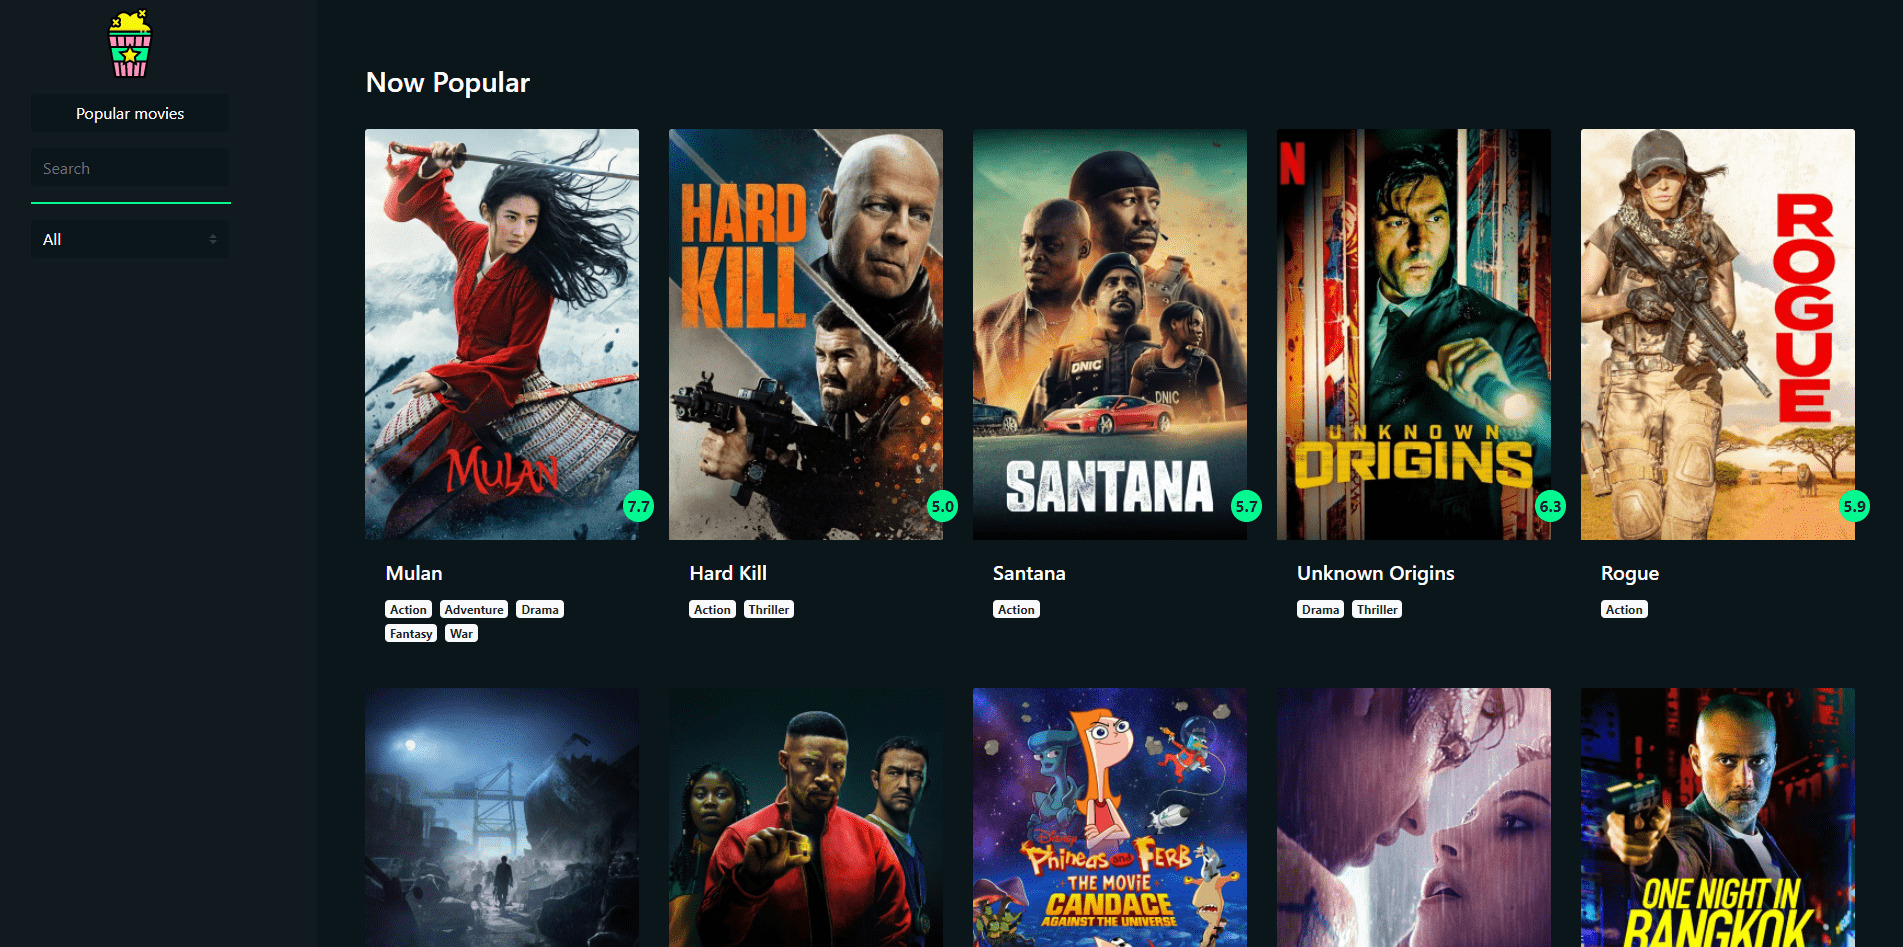 Now Popular
Popular movies
Search
All
MULAN
7.7
HARD
KILL
5.0
DNIC
DNIC
SANTANA
5.7
N
UNKNOWN
ORIGINS
6.3
ROGUE
5.9
Mulan
Action Adventure Drama
Fantasy War
Hard Kill
Action Thriller
Santana
Action
Unknown Origins
Drama Thriller
Rogue
Action
Disney
Phineas and Ferb
THE MOVIE
CANDACE
AGAINST THE UNIVERSE
ONE NIGHT IN
BANGKOK